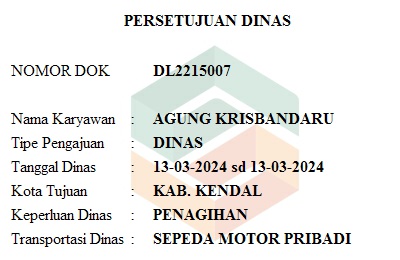 PERSETUJUAN DINAS
NOMOR DOK DL2215007
Nama Karyawan : AGUNG KRISBANDARU
Tipe Pengajuan : DINAS
Tanggal Dinas : 13-03-2024 sd 13-03-2024
Kota Tujuan : KAB. KENDAL
Keperluan Dinas : PENAGIHAN
Transportasi Dinas : SEPEDA MOTOR PRIBADI